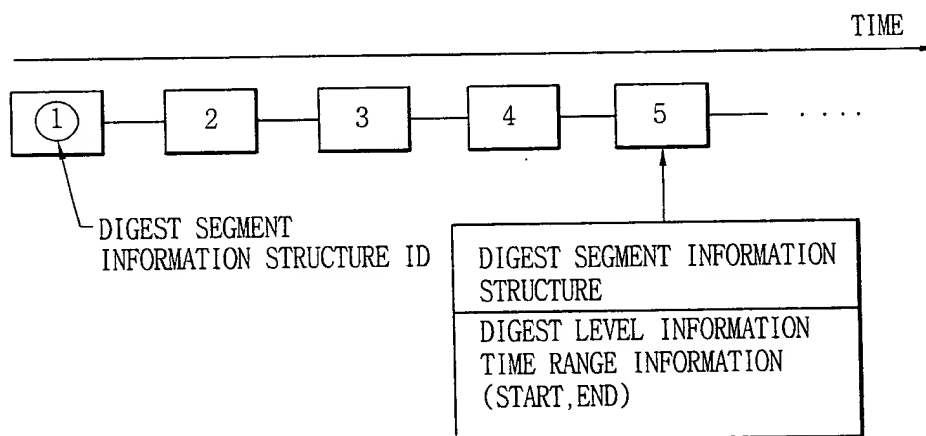 TIME
1 2 3 4 5 ....
DIGEST SEGMENT
INFORMATION STRUCTURE ID
DIGEST SEGMENT INFORMATION
STRUCTURE
DIGEST LEVEL INFORMATION
TIME RANGE INFORMATION
(START,END)